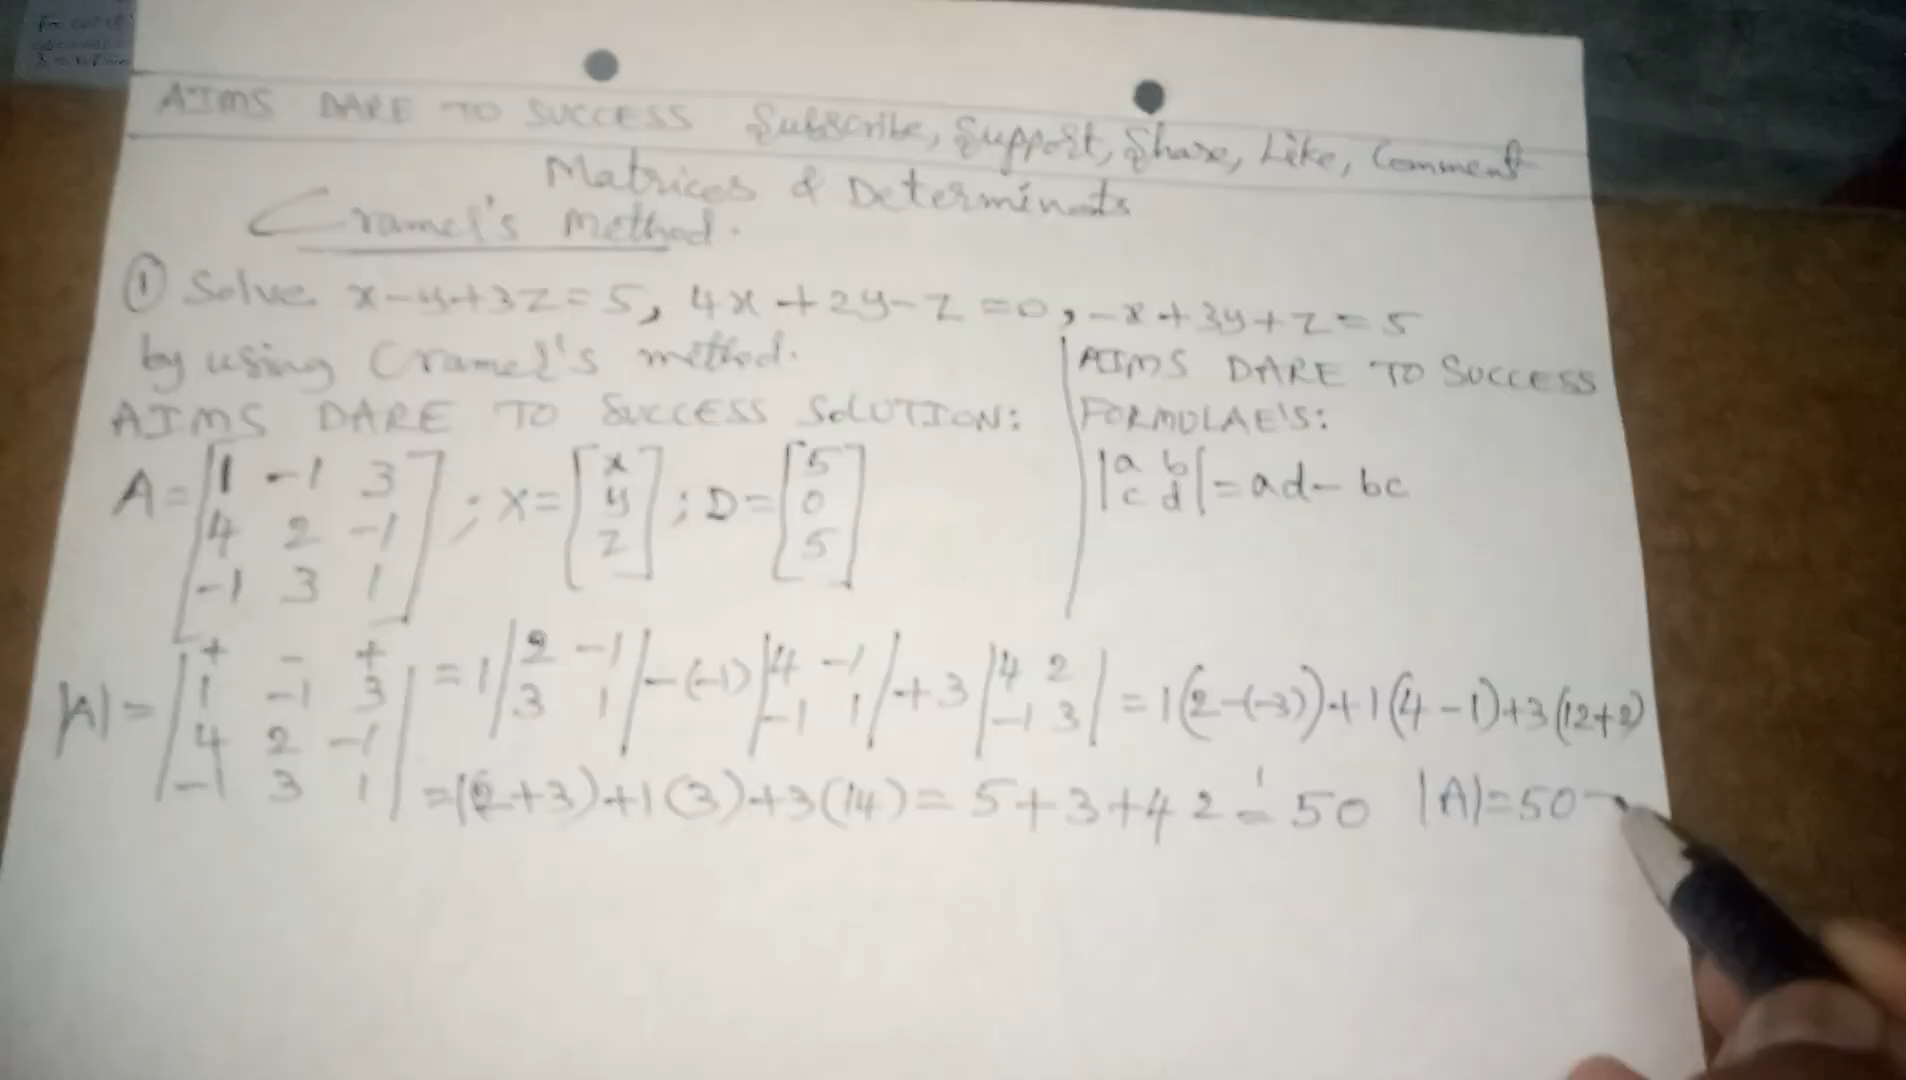 AIMS DARE TO SUCCESS Subscribe, Support, Share, Like, Comment
Matrices & Determinants
Cramel's Method.
① Solve x-y+3z=5, 4x+2y-z=0, -x+3y+z=5
by using Cramel's method.
AIMS DARE TO SUCCESS SOLUTION:
AIMS DARE TO SUCCESS
FORMULAE'S:
|a b|
|c d| = ad - bc
A = [1 -1 3] ; X = [x] ; D = [5]
[4 2 -1] [y] [0]
[-1 3 1] [z] [5]
+ - +
|A| = |1 -1 3| = 1|2 -1| -(-1)|4 -1| +3|4 2| = 1(2-(-3))+1(4-1)+3(12+2)
|4 2 -1| |3 1| |-1 1| |-1 3|
|-1 3 1| = 1(2+3)+1(3)+3(14) = 5+3+42 = 50 |A|=50